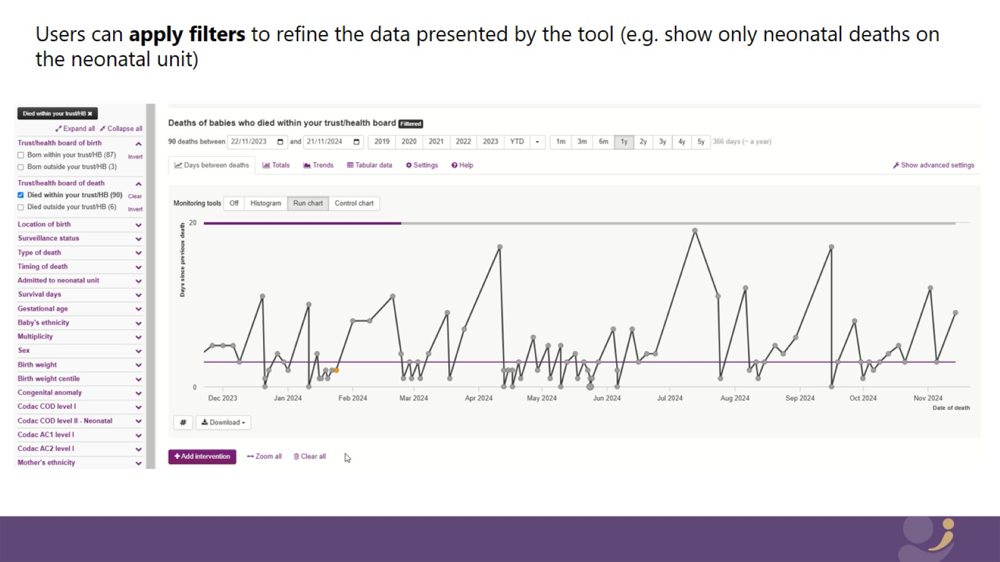 Users can apply filters to refine the data presented by the tool (e.g. show only neonatal deaths on
the neonatal unit)
Died within your trust/HB ✖
Expand all Collapse all
Trust/health board of birth
Born within your trust/HB (87) Invert
Born outside your trust/HB (3)
Trust/health board of death
Died within your trust/HB (90) Clear
Died outside your trust/HB (6) Invert
Location of birth
Surveillance status
Type of death
Timing of death
Admitted to neonatal unit
Survival days
Gestational age
Baby's ethnicity
Multiplicity
Sex
Birth weight
Birth weight centile
Congenital anomaly
Codac COD level I
Codac COD level II - Neonatal
Codac AC1 level I
Codac AC2 level I
Mother's ethnicity
Deaths of babies who died within your trust/health board Filtered
90 deaths between 22/11/2023 and 21/11/2024 2019 2020 2021 2022 2023 YTD 1m 3m 6m 1y 2y 3y 4y 5y 366 days (~ a year)
Days between deaths Totals Trends Tabular data Settings Help Show advanced settings
Monitoring tools Off Histogram Run chart Control chart
20
Days since previous death
0
Dec 2023 Jan 2024 Feb 2024 Mar 2024 Apr 2024 May 2024 Jun 2024 Jul 2024 Aug 2024 Sep 2024 Oct 2024 Nov 2024
Date of death
# Download
+ Add intervention Zoom all Clear all